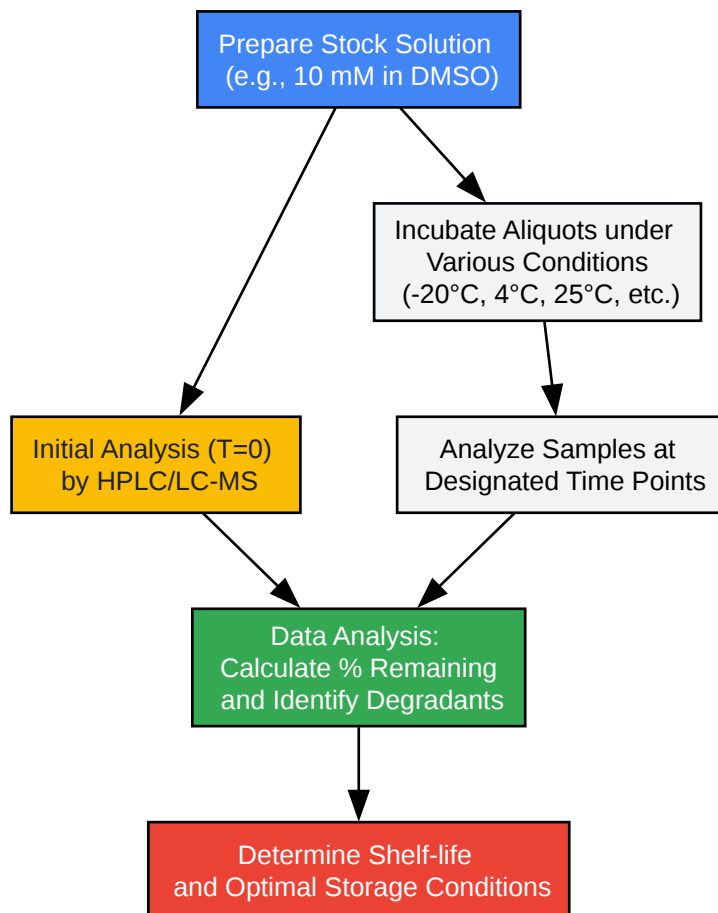 Prepare Stock Solution
(e.g., 10 mM in DMSO)
Incubate Aliquots under
Various Conditions
(-20°C, 4°C, 25°C, etc.)
Initial Analysis (T=0)
by HPLC/LC-MS
Analyze Samples at
Designated Time Points
Data Analysis:
Calculate % Remaining
and Identify Degradants
Determine Shelf-life
and Optimal Storage Conditions